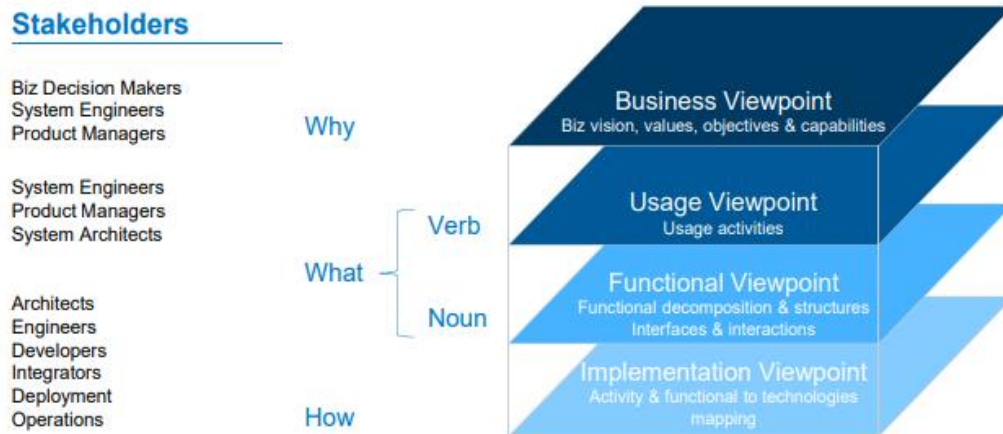 Stakeholders
Biz Decision Makers
System Engineers
Product Managers
Why
System Engineers
Product Managers
System Architects
What
Verb
Noun
Architects
Engineers
Developers
Integrators
Deployment
Operations
How
Business Viewpoint
Biz vision, values, objectives & capabilities
Usage Viewpoint
Usage activities
Functional Viewpoint
Functional decomposition & structures
Interfaces & interactions
Implementation Viewpoint
Activity & functional to technologies
mapping